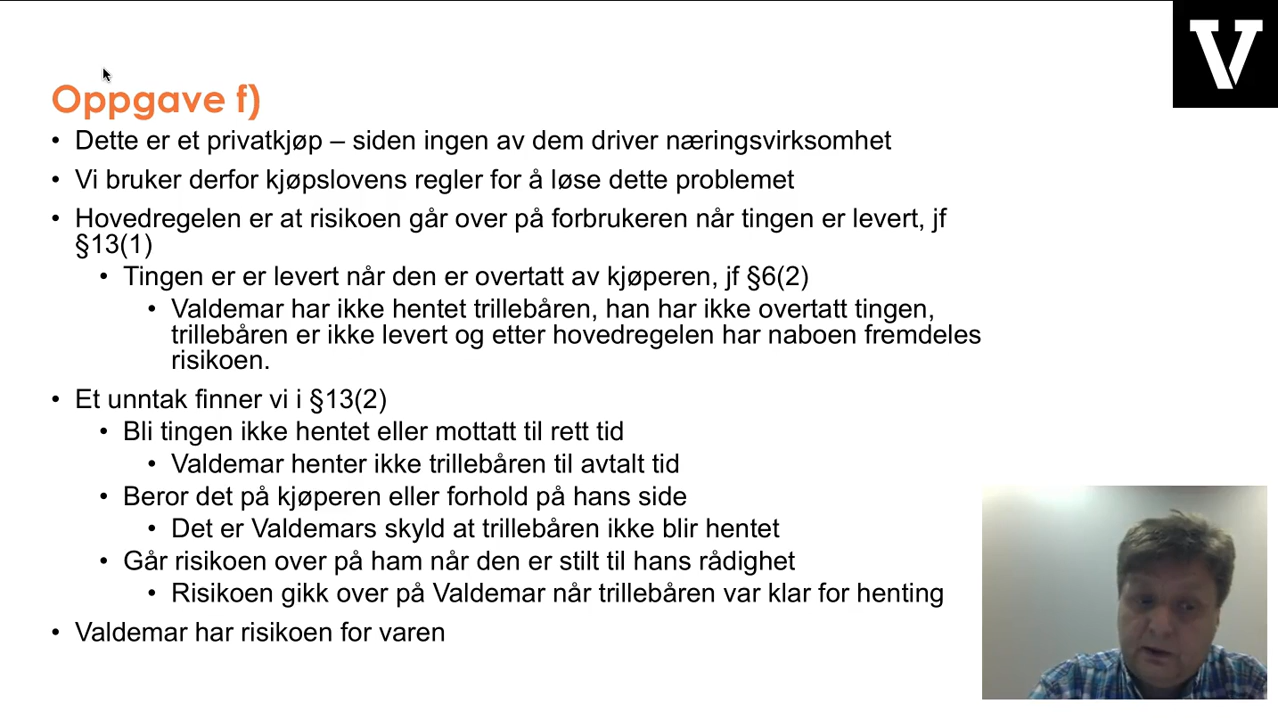 V
Oppgave f)
• Dette er et privatkjøp – siden ingen av dem driver næringsvirksomhet
• Vi bruker derfor kjøpslovens regler for å løse dette problemet
• Hovedregelen er at risikoen går over på forbrukeren når tingen er levert, jf
§13(1)
• Tingen er er levert når den er overtatt av kjøperen, jf §6(2)
• Valdemar har ikke hentet trillebåren, han har ikke overtatt tingen,
trillebåren er ikke levert og etter hovedregelen har naboen fremdeles
risikoen.
• Et unntak finner vi i §13(2)
• Bli tingen ikke hentet eller mottatt til rett tid
• Valdemar henter ikke trillebåren til avtalt tid
• Beror det på kjøperen eller forhold på hans side
• Det er Valdemars skyld at trillebåren ikke blir hentet
• Går risikoen over på ham når den er stilt til hans rådighet
• Risikoen gikk over på Valdemar når trillebåren var klar for henting
• Valdemar har risikoen for varen